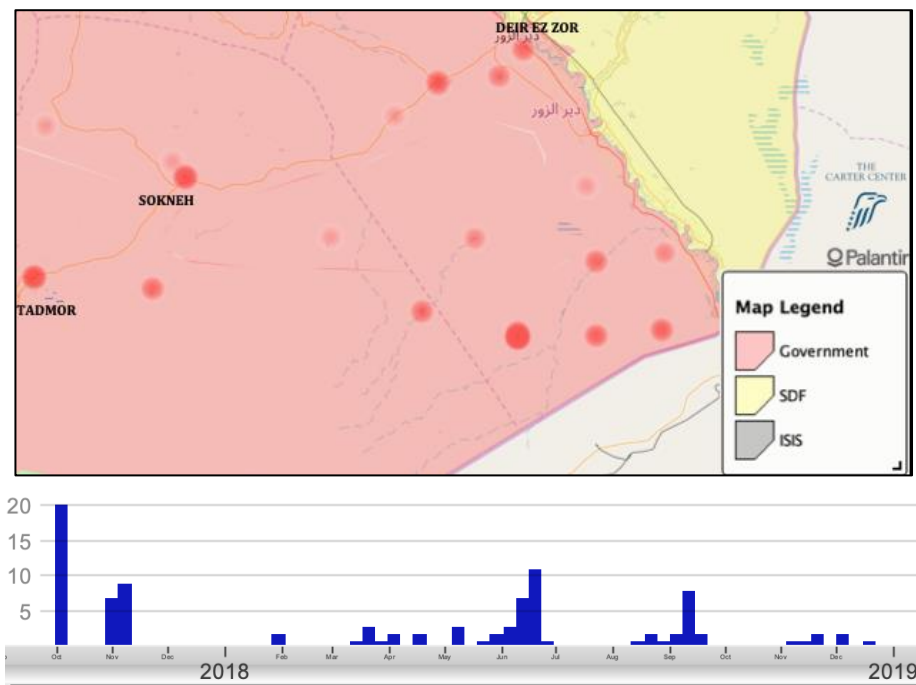 DEIR EZ ZOR
دير الزور
دير الزور
SOKNEH
TADMOR
THE
CARTER CENTER
Palantir
Map Legend
Government
SDF
ISIS
20
15
10
5
Oct Nov Dec Feb Mar Apr May Jun Jul Aug Sep Oct Nov Dec
2018 2019